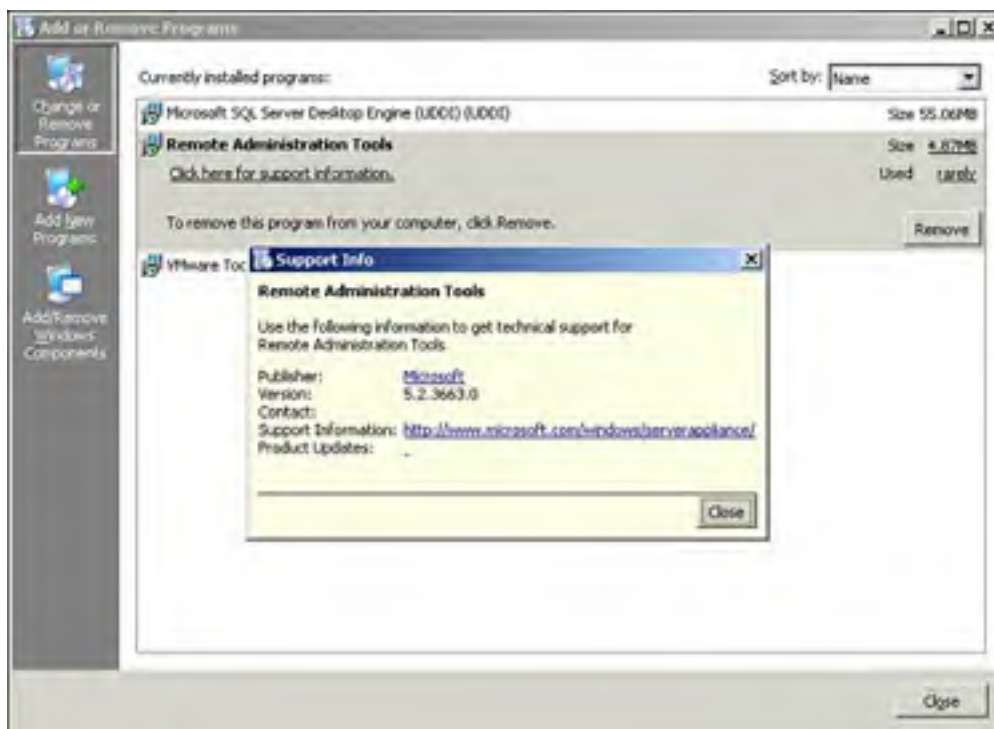 Add or Remove Programs
Change or
Remove
Programs
Add New
Programs
Add/Remove
Windows
Components
Currently installed programs:
Sort by: Name
Microsoft SQL Server Desktop Engine (UDDI) (UDDI) Size 55.06MB
Remote Administration Tools Size 4.87MB
Click here for support information. Used rarely
To remove this program from your computer, click Remove. Remove
VMware Too
Support Info
Remote Administration Tools
Use the following information to get technical support for
Remote Administration Tools
Publisher: Microsoft
Version: 5.2.3663.0
Contact:
Support Information: http://www.microsoft.com/windows/serverappliance/
Product Updates: .
Close
Close